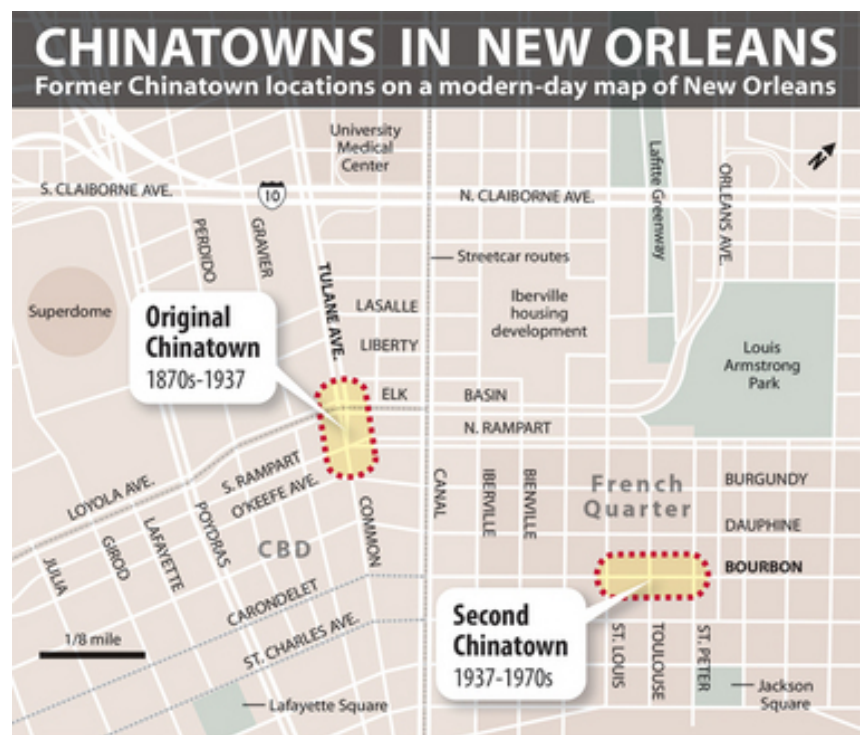 CHINATOWNS IN NEW ORLEANS
Former Chinatown locations on a modern-day map of New Orleans
University
Medical
Center
Lafitte Greenway
ORLEANS AVE.
N
S. CLAIBORNE AVE.
10
N. CLAIBORNE AVE.
PERDIDO
GRAVIER
TULANE AVE.
Streetcar routes
Superdome
Original
Chinatown
1870s-1937
LASALLE
LIBERTY
Iberville
housing
development
Louis
Armstrong
Park
ELK
BASIN
N. RAMPART
LOYOLA AVE.
S. RAMPART
O'KEEFE AVE.
CANAL
IBERVILLE
BIENVILLE
French
Quarter
BURGUNDY
DAUPHINE
BOURBON
JULIA
GIROD
LAFAYETTE
POYDRAS
CBD
COMMON
CARONDELET
ST. CHARLES AVE.
1/8 mile
Second
Chinatown
1937-1970s
ST. LOUIS
TOULOUSE
ST. PETER
Lafayette Square
Jackson
Square